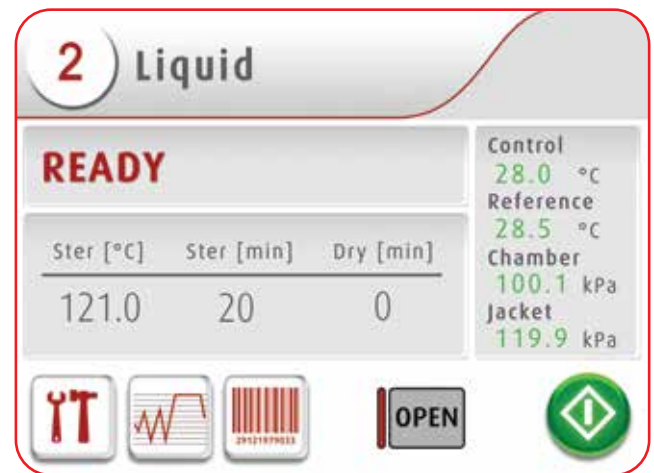 2 Liquid
READY
Ster [°C] Ster [min] Dry [min]
121.0 20 0
Control
28.0 °C
Reference
28.5 °C
Chamber
100.1 kPa
Jacket
119.9 kPa
29121979033
OPEN